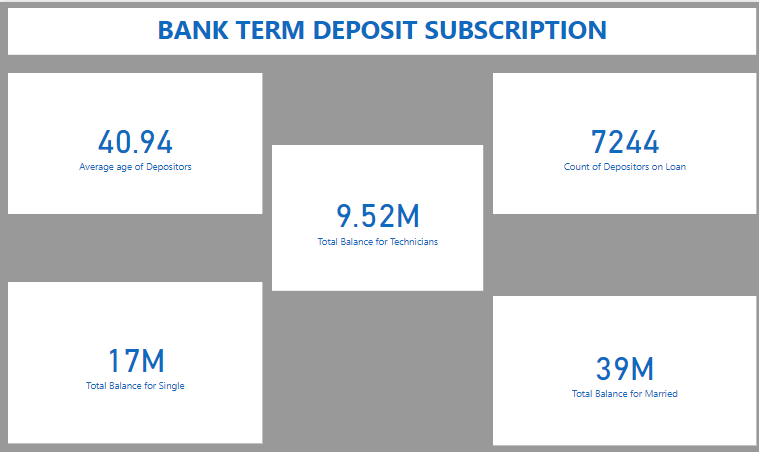 BANK TERM DEPOSIT SUBSCRIPTION
40.94
Average age of Depositors
7244
Count of Depositors on Loan
9.52M
Total Balance for Technicians
17M
Total Balance for Single
39M
Total Balance for Married